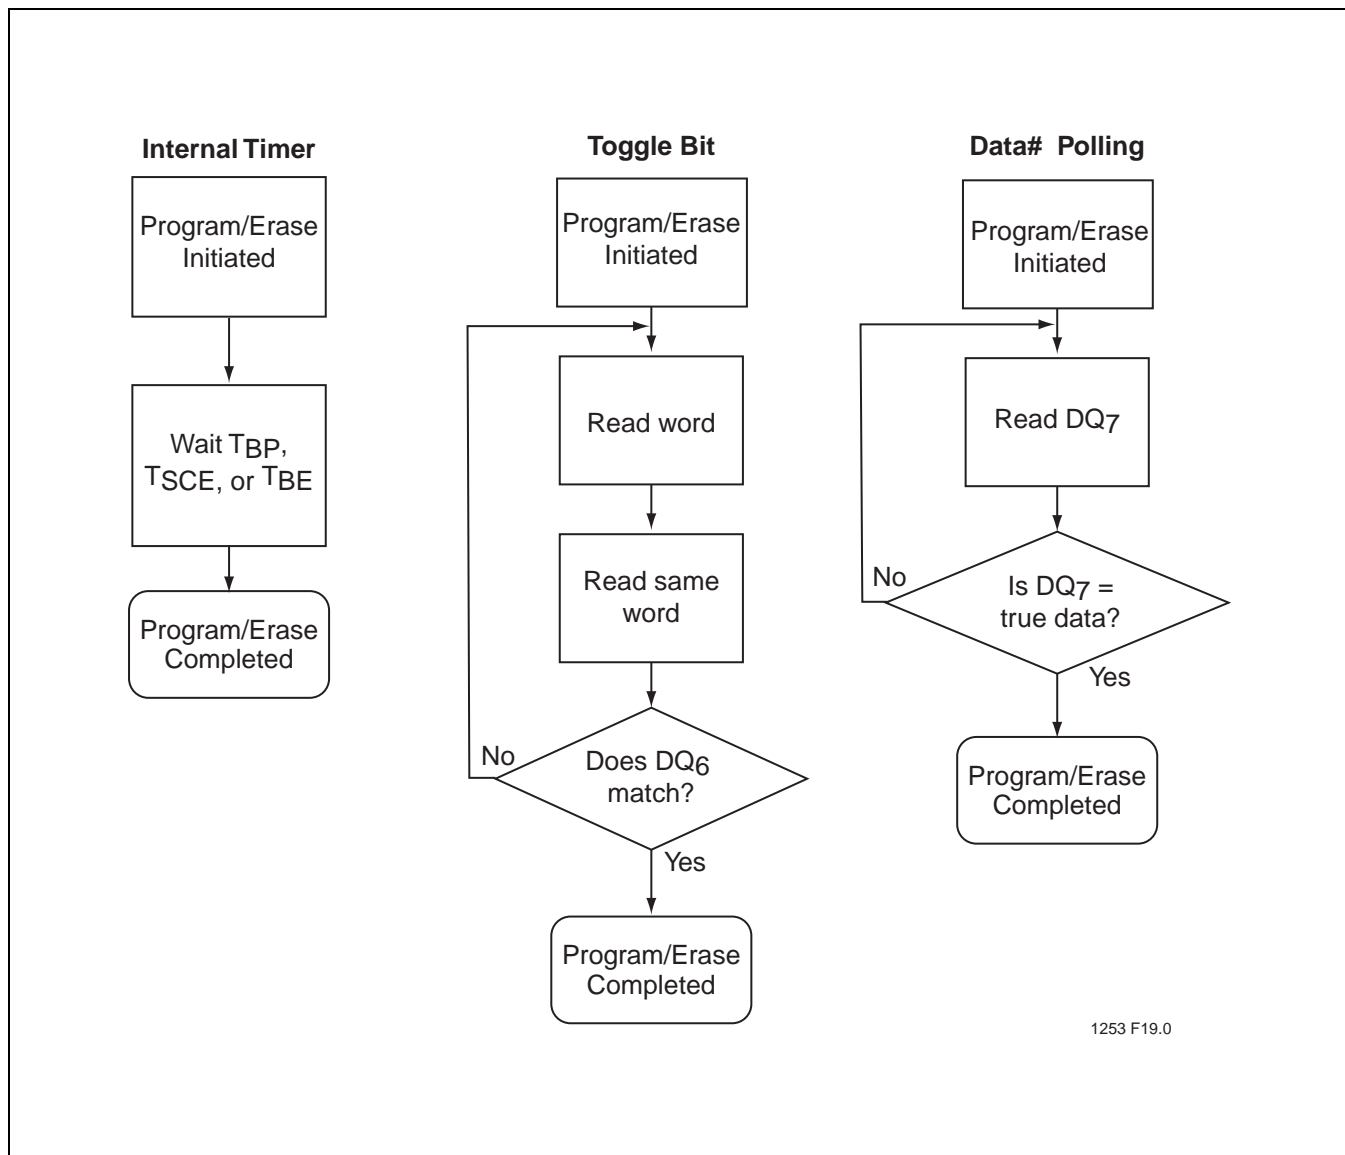 Internal Timer
Program/Erase
Initiated
Wait TBP,
TSCE, or TBE
Program/Erase
Completed
Toggle Bit
Program/Erase
Initiated
Read word
Read same
word
Does DQ6
match?
No
Yes
Program/Erase
Completed
Data# Polling
Program/Erase
Initiated
Read DQ7
Is DQ7 =
true data?
No
Yes
Program/Erase
Completed
1253 F19.0